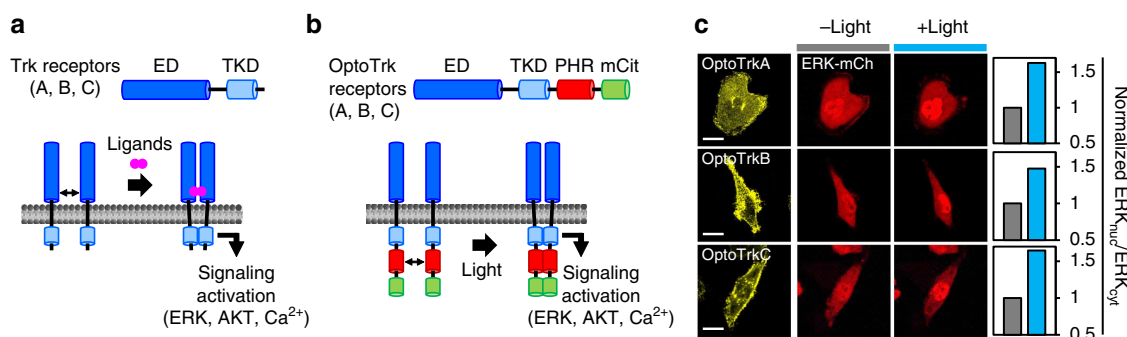 a
Trk receptors
(A, B, C)
ED
TKD
Ligands
Signaling
activation
(ERK, AKT, Ca²⁺)
b
OptoTrk
receptors
(A, B, C)
ED
TKD
PHR
mCit
Light
Signaling
activation
(ERK, AKT, Ca²⁺)
c
–Light
+Light
OptoTrkA
ERK-mCh
1.5
1
0.5
OptoTrkB
1.5
1
0.5
OptoTrkC
1.5
1
0.5
Normalized ERKnuc/ERKcyt